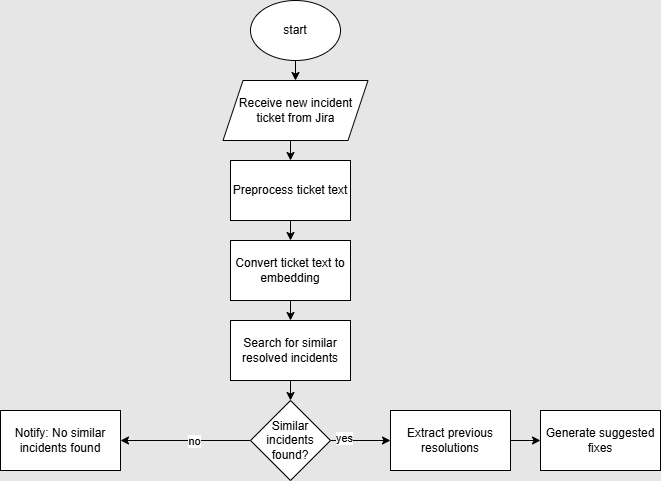 start
Receive new incident
ticket from Jira
Preprocess ticket text
Convert ticket text to
embedding
Search for similar
resolved incidents
Similar
incidents
found?
no
yes
Notify: No similar
incidents found
Extract previous
resolutions
Generate suggested
fixes